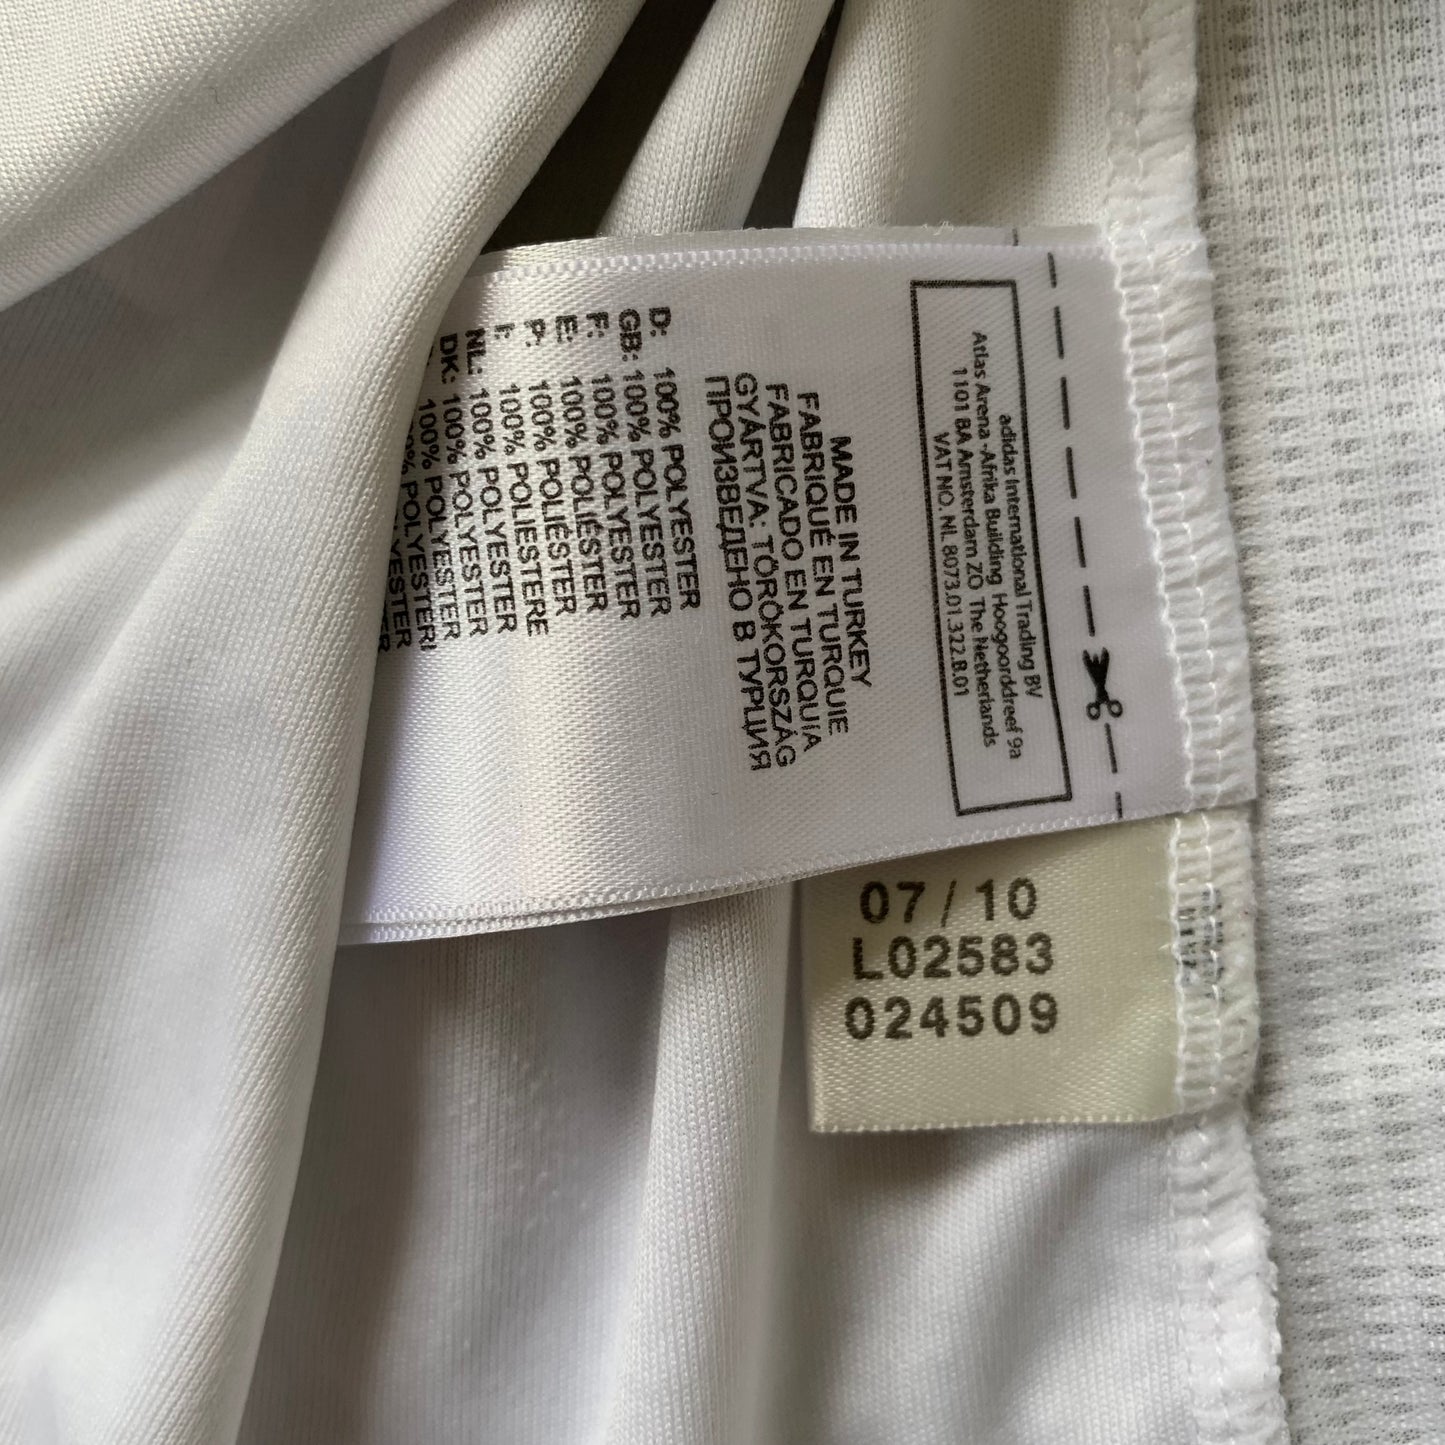 adidas International Trading BV
Atlas Arena -Afrika Building Hoogoorddreef 9a
1101 BA Amsterdam ZO The Netherlands
VAT NO. NL 8073.01.322.B.01
MADE IN TURKEY
FABRIQUÉ EN TURQUIE
FABRICADO EN TURQUIA
GYÁRTVA: TÖRÖKORSZÁG
ПРОИЗВЕДЕНО В ТУРЦИЯ
D: 100% POLYESTER
GB: 100% POLYESTER
F: 100% POLYESTER
E: 100% POLIÉSTER
P: 100% POLIÉSTER
I: 100% POLIESTERE
NL: 100% POLYESTER
DK: 100% POLYESTER
100% POLYESTER
POLYESTERI
07/10
L02583
024509